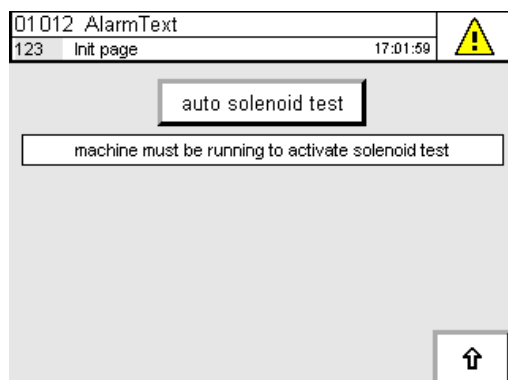 01012 AlarmText
123 Init page 17:01:59
auto solenoid test
machine must be running to activate solenoid test